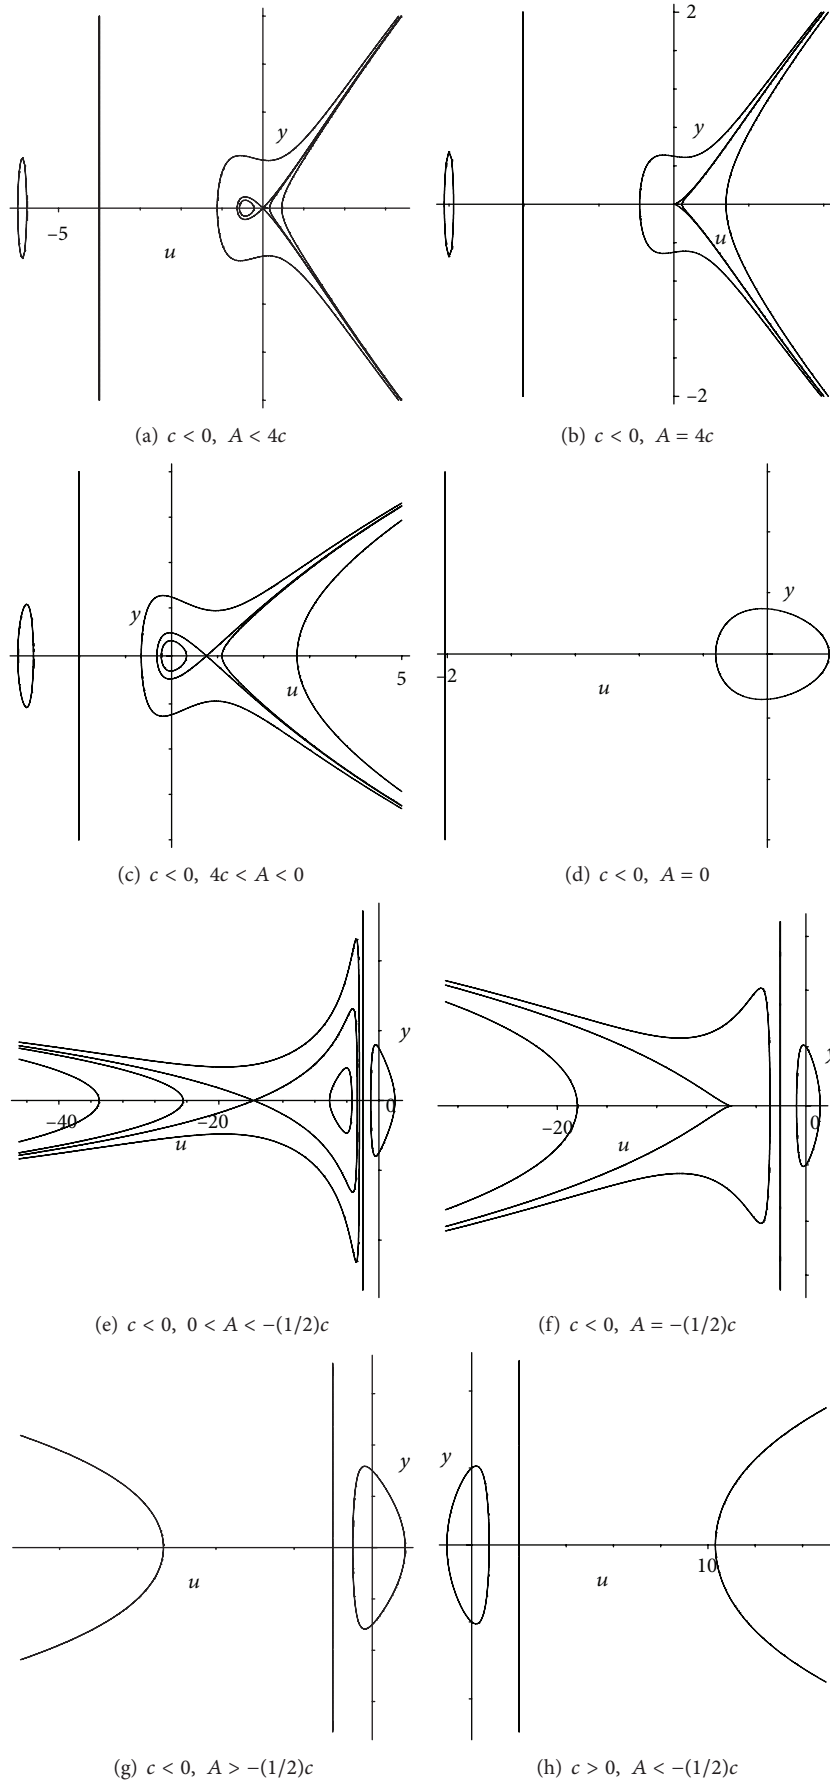 y
−5
u
(a) c < 0, A < 4c
2
y
u
−2
(b) c < 0, A = 4c
y
u
5
(c) c < 0, 4c < A < 0
y
−2
u
(d) c < 0, A = 0
y
−40
−20
0
u
(e) c < 0, 0 < A < −(1/2)c
y
−20
0
u
(f) c < 0, A = −(1/2)c
y
u
(g) c < 0, A > −(1/2)c
y
10
u
(h) c > 0, A < −(1/2)c